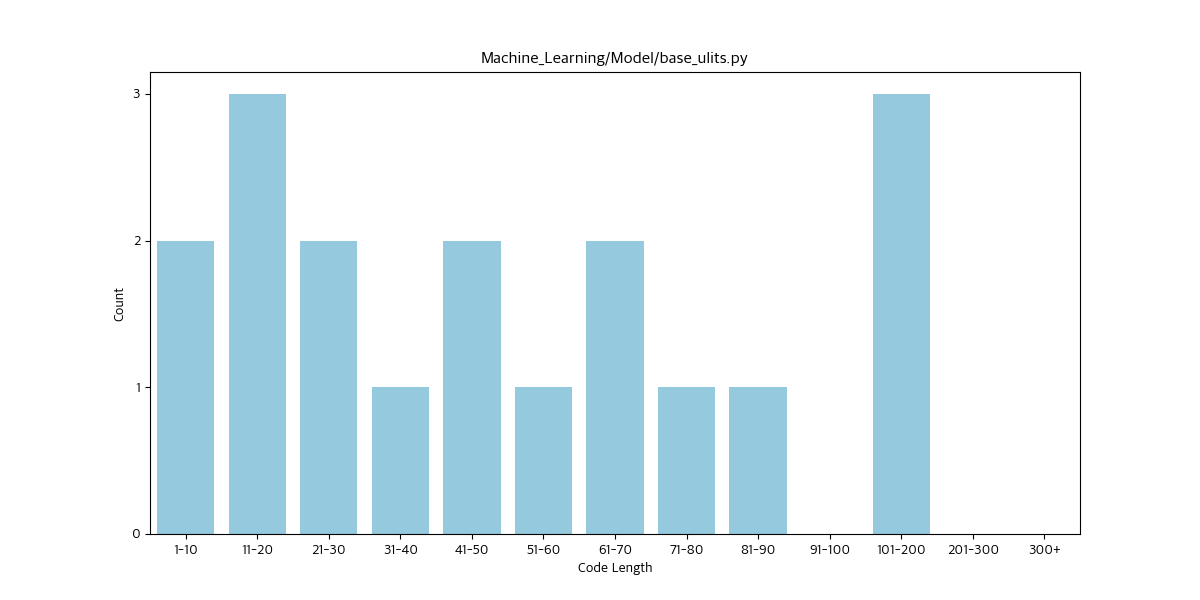 Machine_Learning/Model/base_ulits.py
3
2
1
0
Count
1-10 11-20 21-30 31-40 41-50 51-60 61-70 71-80 81-90 91-100 101-200 201-300 300+
Code Length